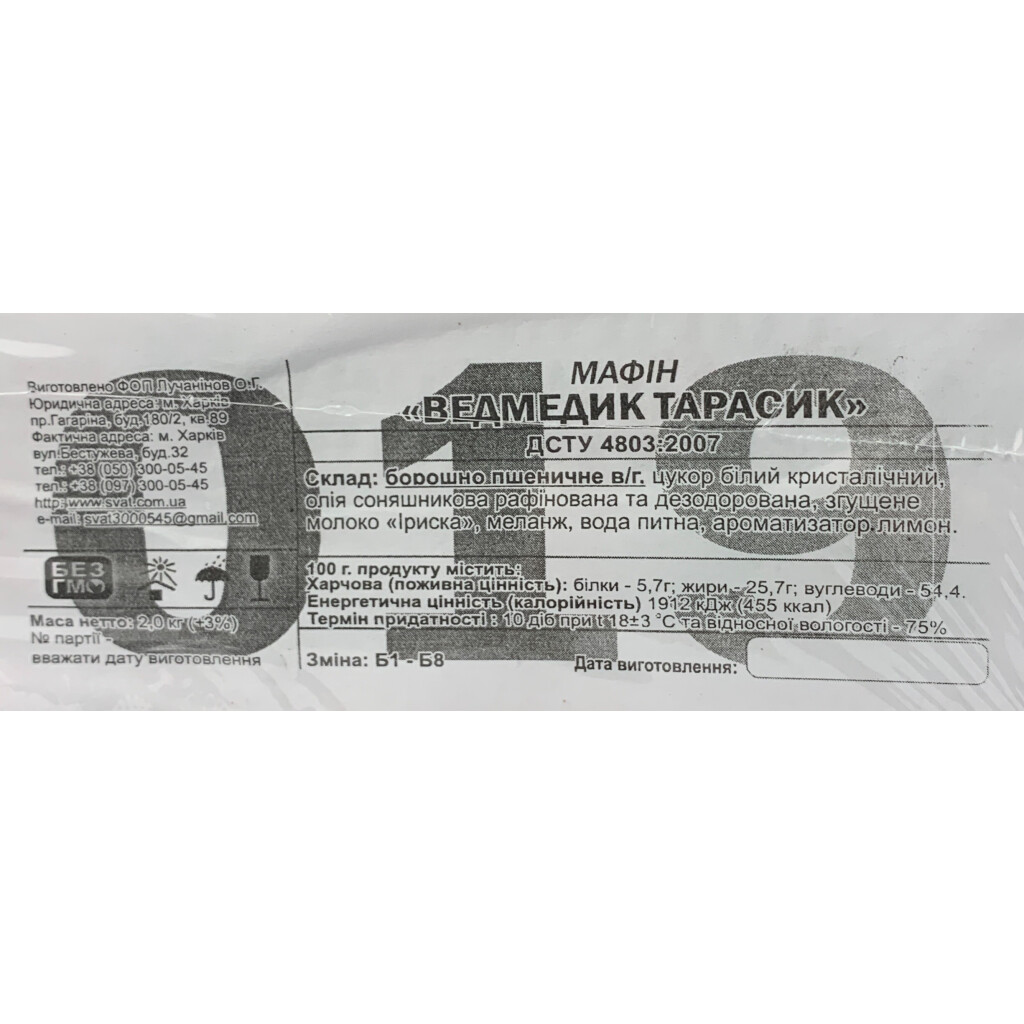 Виготовлено ФОП Лучанінов О.Г.
Юридична адреса: м. Харків
пр.Гагаріна, буд.180/2, кв.89
Фактична адреса: м. Харків
вул.Бестужева, буд.32
тел.: +38 (050) 300-05-45
тел.: +38 (097) 300-05-45
http: www.svat.com.ua
e-mail svat3000545@gmail.com
БЕЗ
ГМО
Маса нетто: 2,0 кг (±3%)
№ партії -
вважати дату виготовлення
019
МАФІН
«ВЕДМЕДИК ТАРАСИК»
ДСТУ 4803:2007
Склад: борошно пшеничне в/г. цукор білий кристалічний,
олія соняшникова рафінована та дезодорована, згущене
молоко «Іриска», меланж, вода питна, ароматизатор лимон.
100 г. продукту містить:
Харчова (поживна цінність): білки - 5,7г; жири - 25,7г; вуглеводи - 54,4.
Енергетична цінність (калорійність) 1912 кДж (455 ккал)
Термін придатності : 10 діб при t 18±3 °С та відносної вологості - 75%
Зміна: Б1 - Б8
Дата виготовлення: